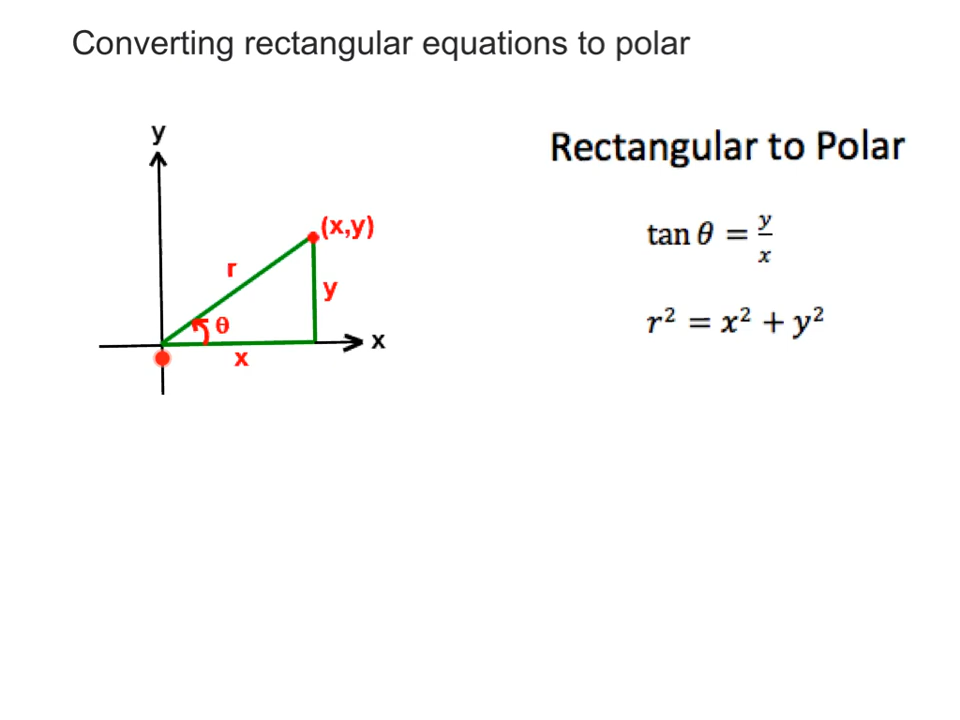 Converting rectangular equations to polar
y
Rectangular to Polar
(x,y)
tan θ = y/x
r
y
r² = x² + y²
θ
x
x